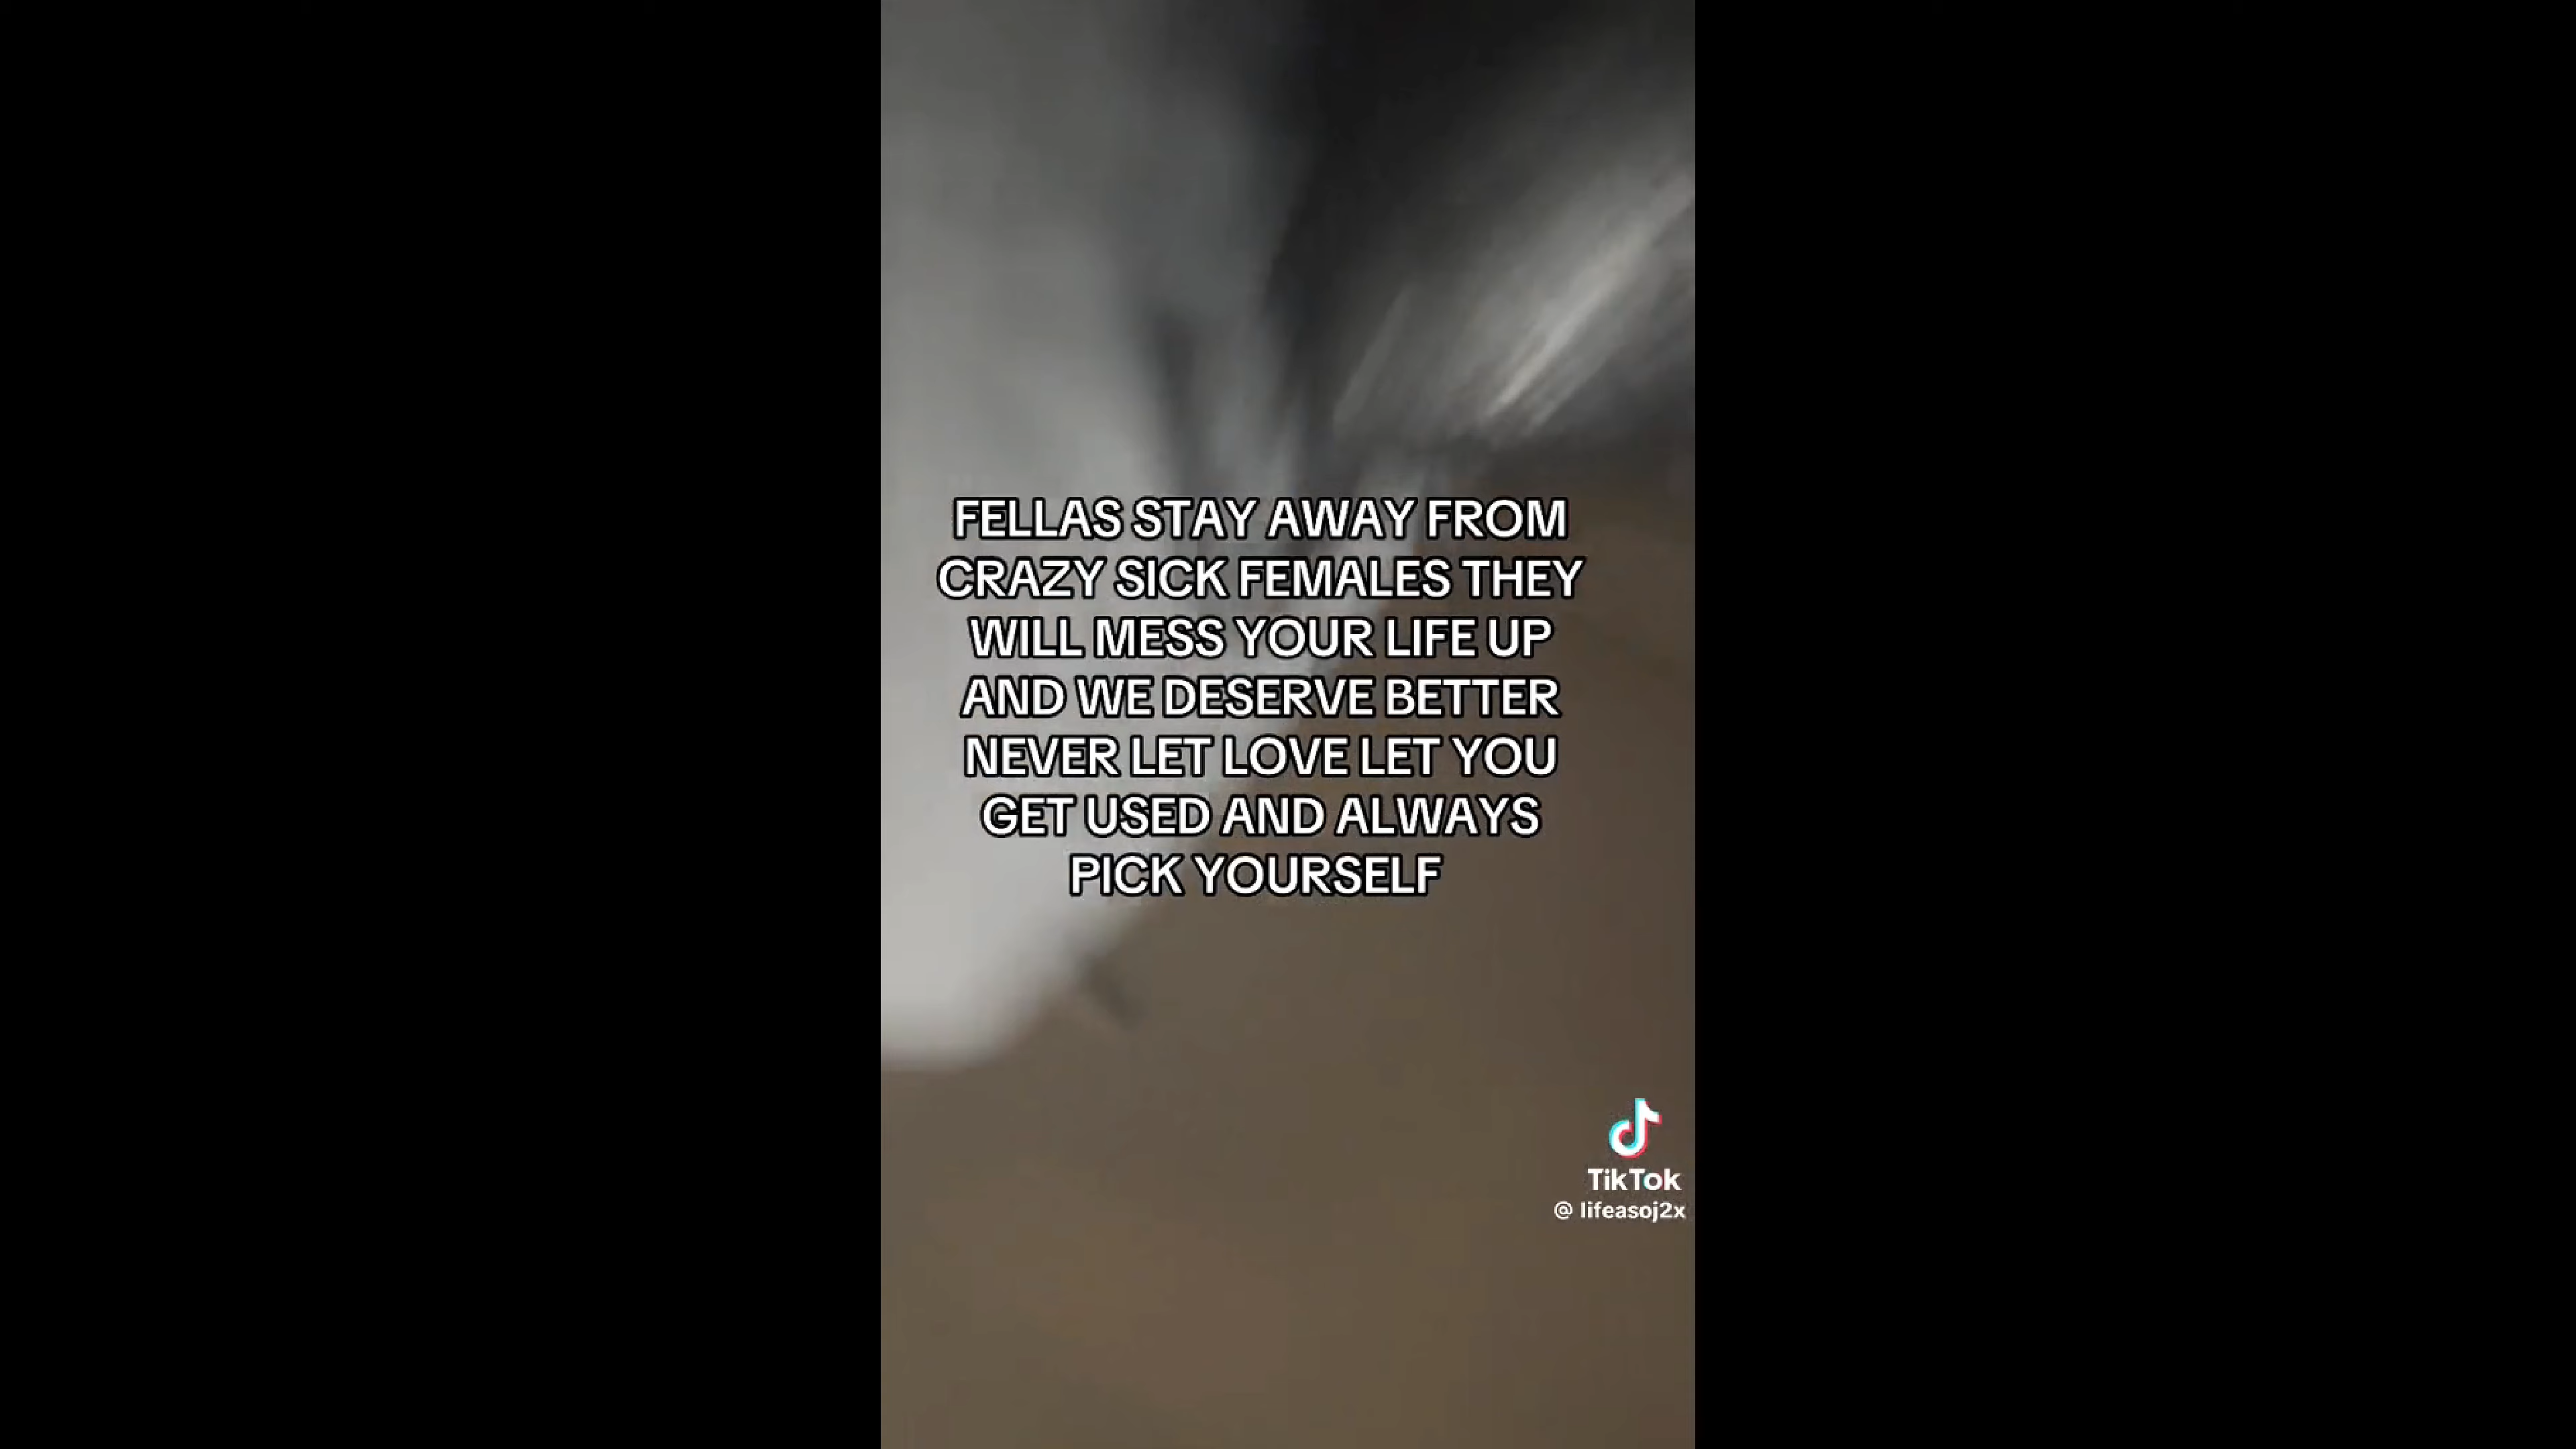 FELLAS STAY AWAY FROM
CRAZY SICK FEMALES THEY
WILL MESS YOUR LIFE UP
AND WE DESERVE BETTER
NEVER LET LOVE LET YOU
GET USED AND ALWAYS
PICK YOURSELF
TikTok
@ lifeasoj2x